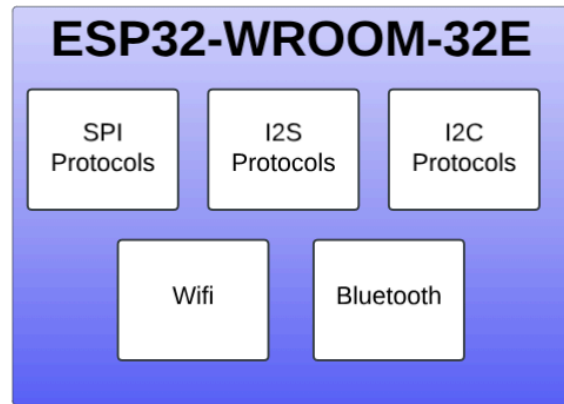 ESP32-WROOM-32E
SPI
Protocols
I2S
Protocols
I2C
Protocols
Wifi
Bluetooth